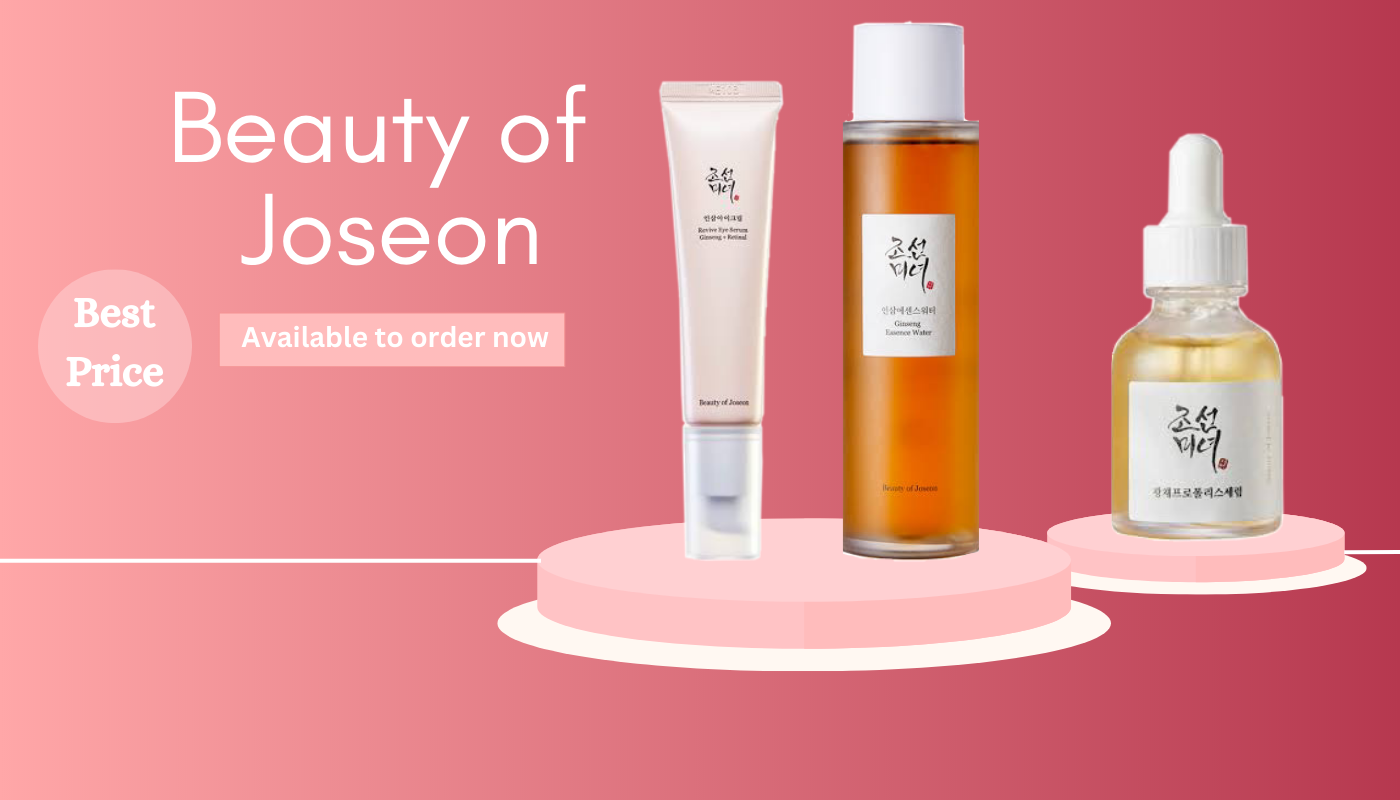 Beauty of
Joseon
Best
Price
Available to order now
조선
미녀
인삼아이크림
Revive Eye Serum
Ginseng + Retinal
Beauty of Joseon
조선
미녀
인삼에센스워터
Ginseng
Essence Water
Beauty of Joseon
조선
미녀
광채프로폴리스세럼